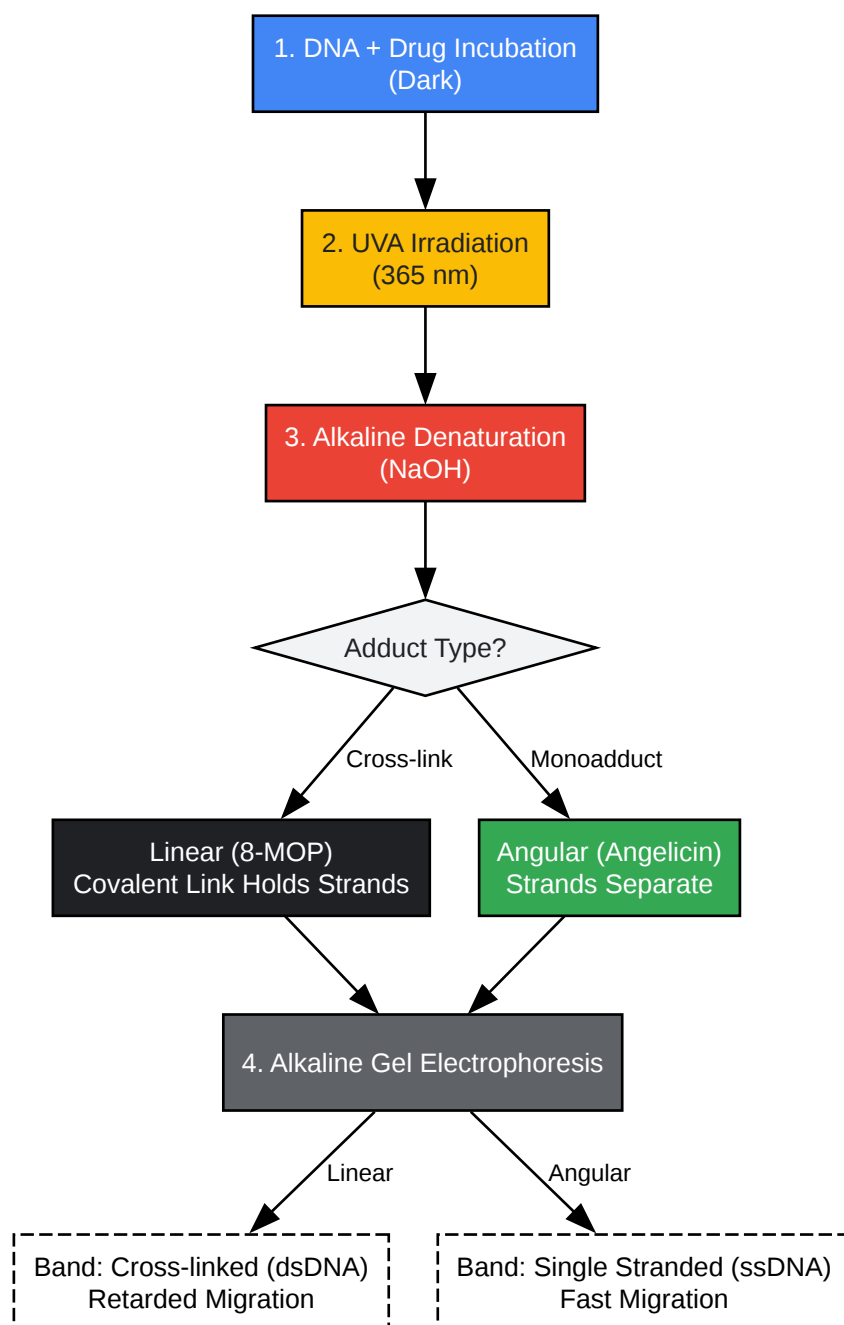 1. DNA + Drug Incubation
(Dark)
2. UVA Irradiation
(365 nm)
3. Alkaline Denaturation
(NaOH)
Adduct Type?
Cross-link
Monoadduct
Linear (8-MOP)
Covalent Link Holds Strands
Angular (Angelicin)
Strands Separate
4. Alkaline Gel Electrophoresis
Linear
Angular
Band: Cross-linked (dsDNA)
Retarded Migration
Band: Single Stranded (ssDNA)
Fast Migration